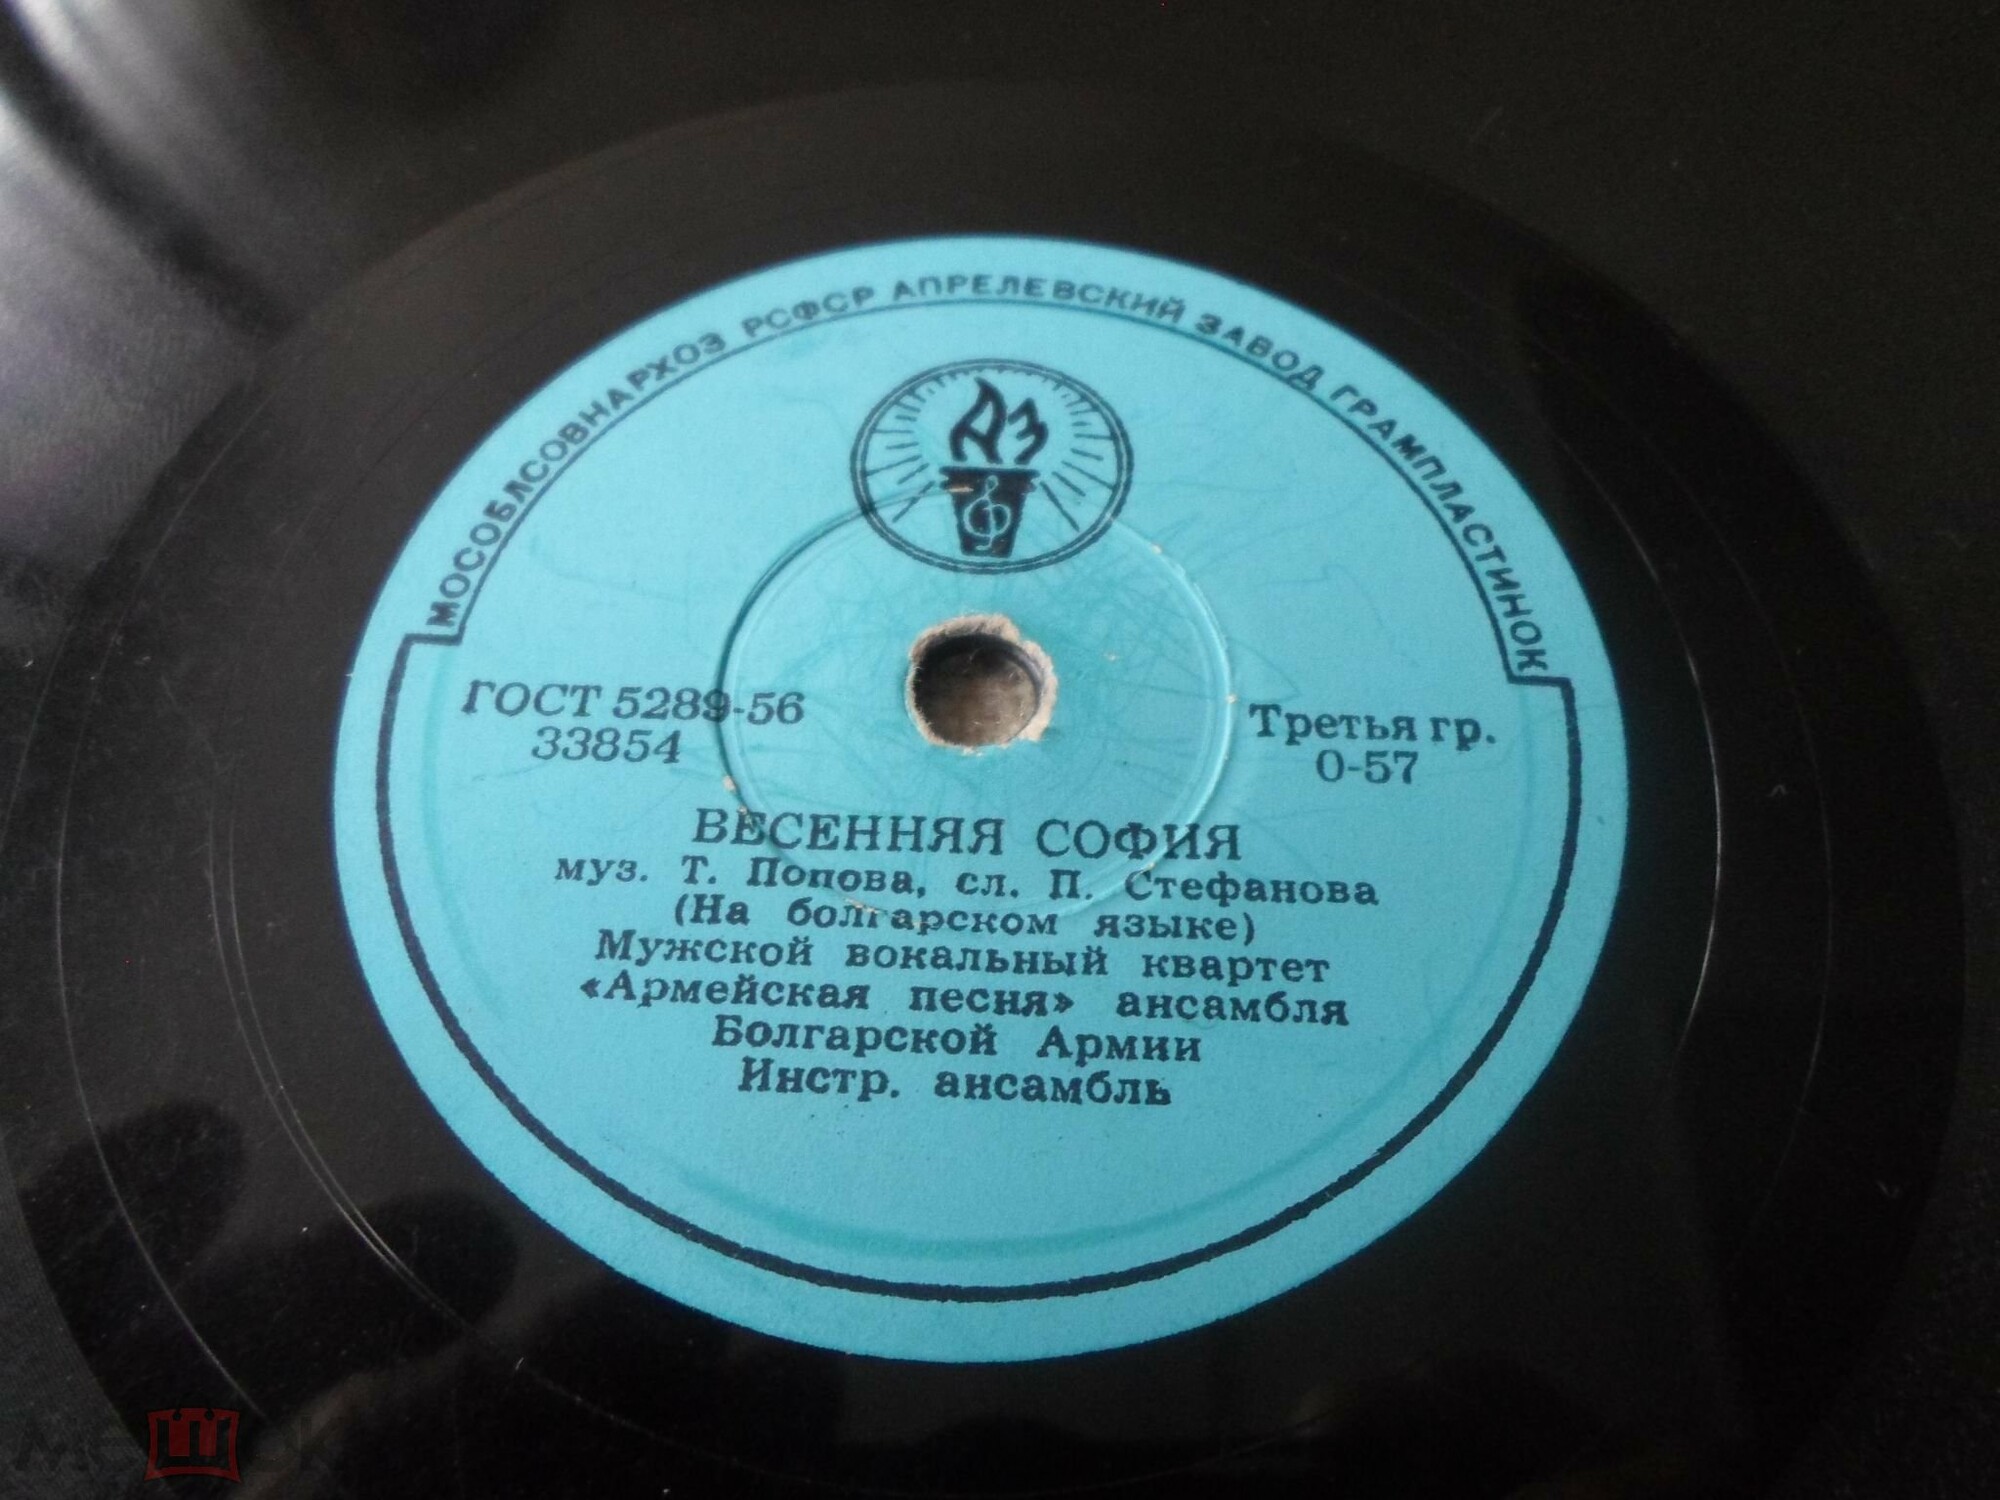 МОСОБЛСОВНАРХОЗ РСФСР АПРЕЛЕВСКИЙ ЗАВОД ГРАМПЛАСТИНОК
АЗ
ГОСТ 5289-56
33854
Третья гр.
0-57
ВЕСЕННЯЯ СОФИЯ
муз. Т. Попова, сл. П. Стефанова
(На болгарском языке)
Мужской вокальный квартет
«Армейская песня» ансамбля
Болгарской Армии
Инстр. ансамбль
мешок